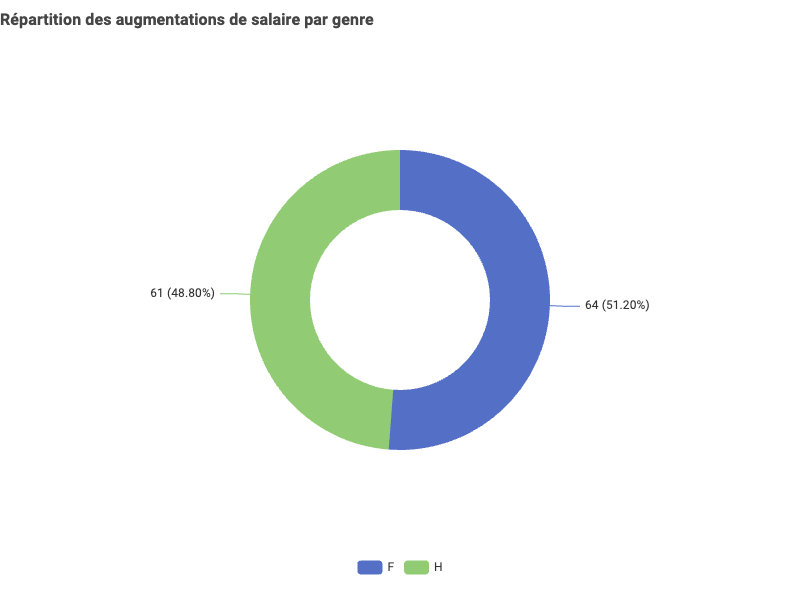 Répartition des augmentations de salaire par genre
61 (48.80%)
64 (51.20%)
F H